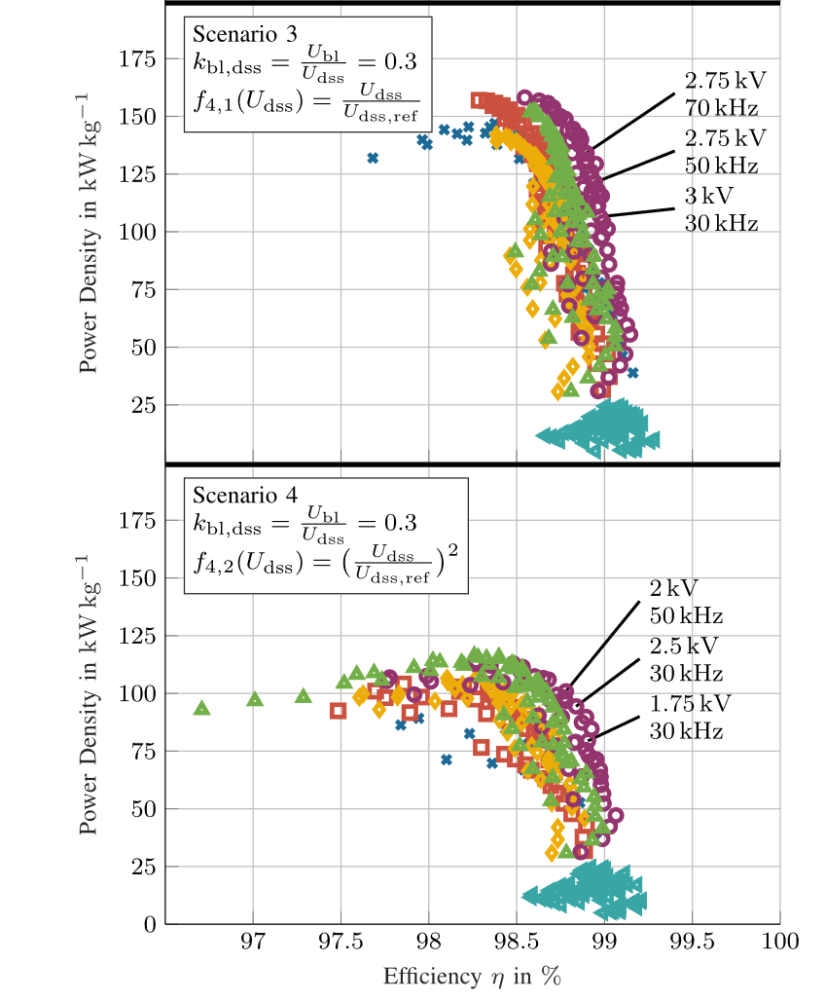 Scenario 3
k_bl,dss = U_bl/U_dss = 0.3
f_4,1(U_dss) = U_dss/U_dss,ref
175
150
125
100
75
50
25
Power Density in kW kg⁻¹
2.75 kV
70 kHz
2.75 kV
50 kHz
3 kV
30 kHz
Scenario 4
k_bl,dss = U_bl/U_dss = 0.3
f_4,2(U_dss) = (U_dss/U_dss,ref)²
175
150
125
100
75
50
25
0
Power Density in kW kg⁻¹
2 kV
50 kHz
2.5 kV
30 kHz
1.75 kV
30 kHz
97 97.5 98 98.5 99 99.5 100
Efficiency η in %